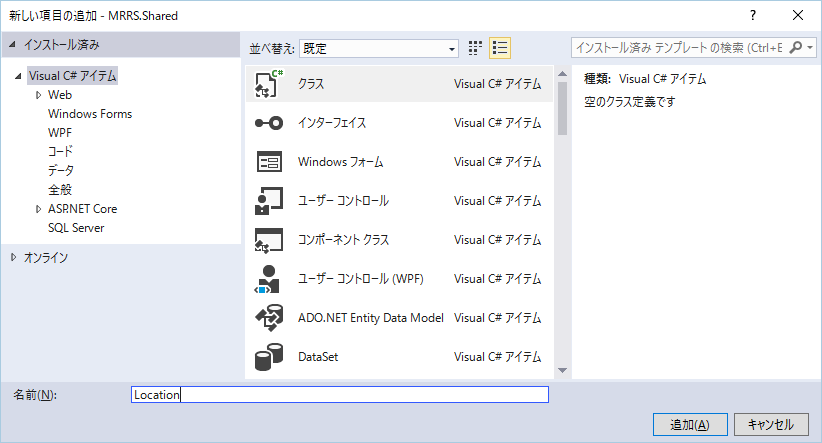 新しい項目の追加 - MRRS.Shared
?
インストール済み
並べ替え: 既定
インストール済み テンプレート の検索 (Ctrl+E
Visual C# アイテム
Web
Windows Forms
WPF
コード
データ
全般
ASP.NET Core
SQL Server
オンライン
C#
クラス Visual C# アイテム
インターフェイス Visual C# アイテム
Windows フォーム Visual C# アイテム
ユーザー コントロール Visual C# アイテム
コンポーネント クラス Visual C# アイテム
ユーザー コントロール (WPF) Visual C# アイテム
ADO.NET Entity Data Model Visual C# アイテム
DataSet Visual C# アイテム
種類: Visual C# アイテム
空のクラス定義です
名前(N): Location
追加(A) キャンセル